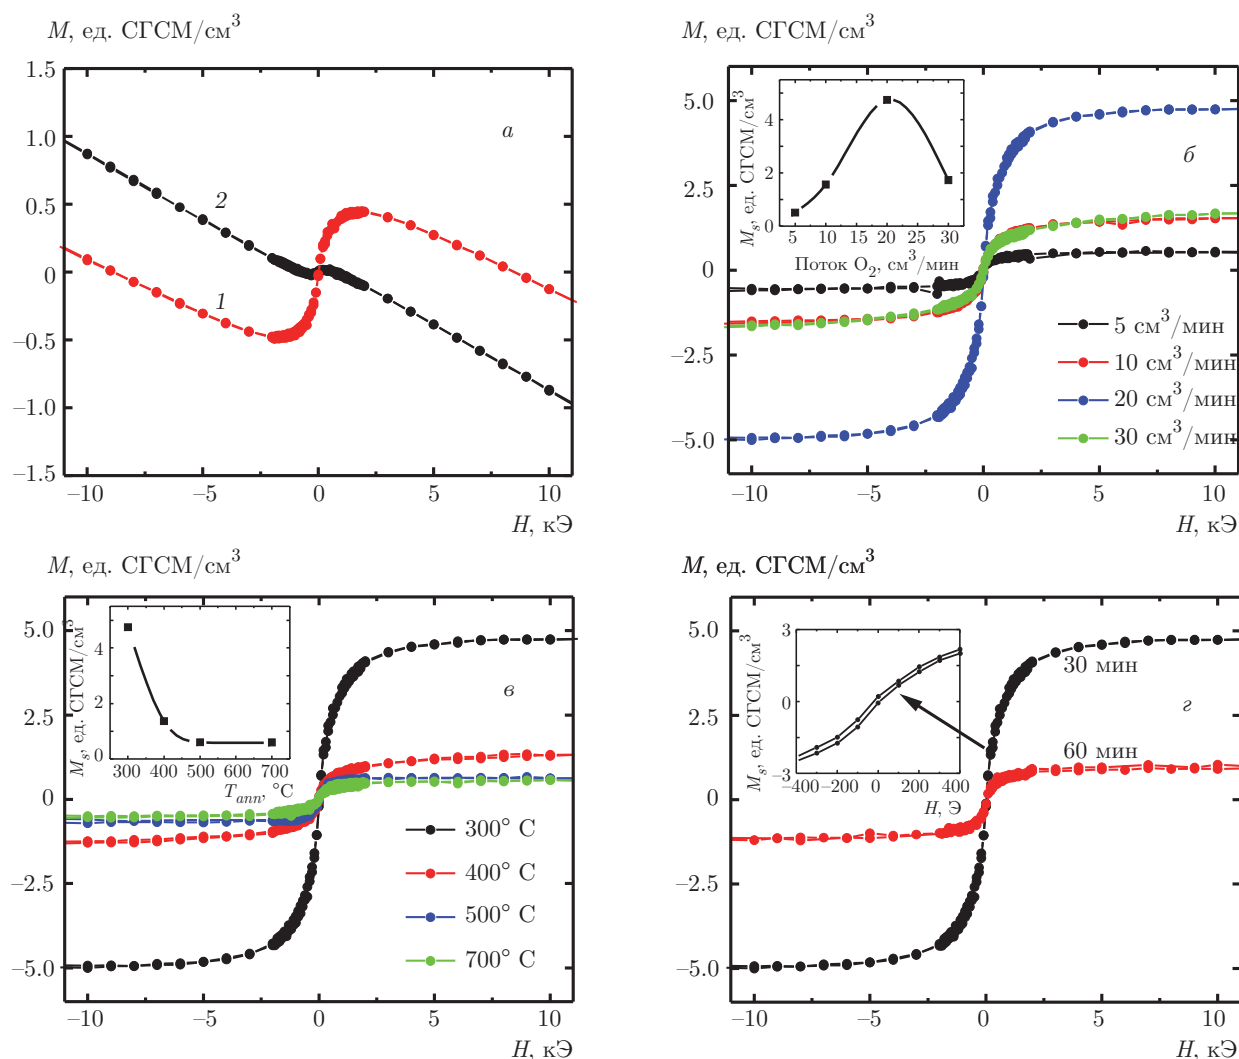 M, ед. СГСМ/см³
1.5
1.0
0.5
0
−0.5
−1.0
−1.5
−10
−5
0
5
10
H, кЭ
а
2
1
M, ед. СГСМ/см³
5.0
2.5
0
−2.5
−5.0
−10
−5
0
5
10
H, кЭ
б
Ms, ед. СГСМ/см³
4
2
0
5
10
15
20
25
30
Поток O₂, см³/мин
5 см³/мин
10 см³/мин
20 см³/мин
30 см³/мин
M, ед. СГСМ/см³
5.0
2.5
0
−2.5
−5.0
−10
−5
0
5
10
H, кЭ
в
Ms, ед. СГСМ/см³
4
2
0
300
400
500
600
700
Tann, °C
300° C
400° C
500° C
700° C
M, ед. СГСМ/см³
5.0
2.5
0
−2.5
−5.0
−10
−5
0
5
10
H, кЭ
г
Ms, ед. СГСМ/см³
3
0
−3
−400
−200
0
200
400
H, Э
30 мин
60 мин